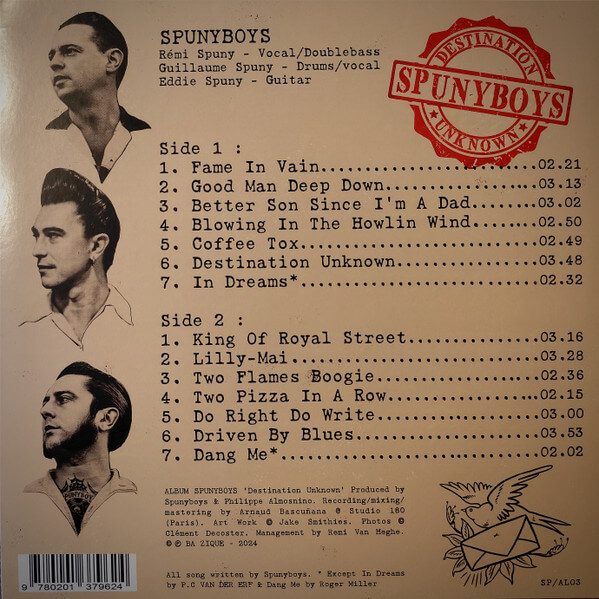 SPUNYBOYS
Rémi Spuny - Vocal/Doublebass
Guillaume Spuny - Drums/vocal
Eddie Spuny - Guitar
DESTINATION
SPUNYBOYS
★UNKNOWN★
Side 1 :
1. Fame In Vain........................02.21
2. Good Man Deep Down.................03.13
3. Better Son Since I'm A Dad.......03.02
4. Blowing In The Howlin Wind.......02.50
5. Coffee Tox..........................02.49
6. Destination Unknown...............03.48
7. In Dreams*..........................02.32
Side 2 :
1. King Of Royal Street..............03.16
2. Lilly-Mai...........................03.28
3. Two Flames Boogie..................02.36
4. Two Pizza In A Row................02.15
5. Do Right Do Write..................03.00
6. Driven By Blues....................03.53
7. Dang Me*............................02.02
SPUNYBOYS
ALBUM SPUNYBOYS 'Destination Unknown' Produced by
Spunyboys & Philippe Almosnino. Recording/mixing/
mastering by Arnaud Bascuñana @ Studio 180
(Paris). Art Work © Jake Smithies. Photos ©
Clément Decoster. Management by Remi Van Heghe.
© ℗ BA ZIQUE - 2024
9 780201 379624
All song written by Spunyboys. * Except In Dreams
by P.C VAN DER ERF & Dang Me by Roger Miller
SP/AL03